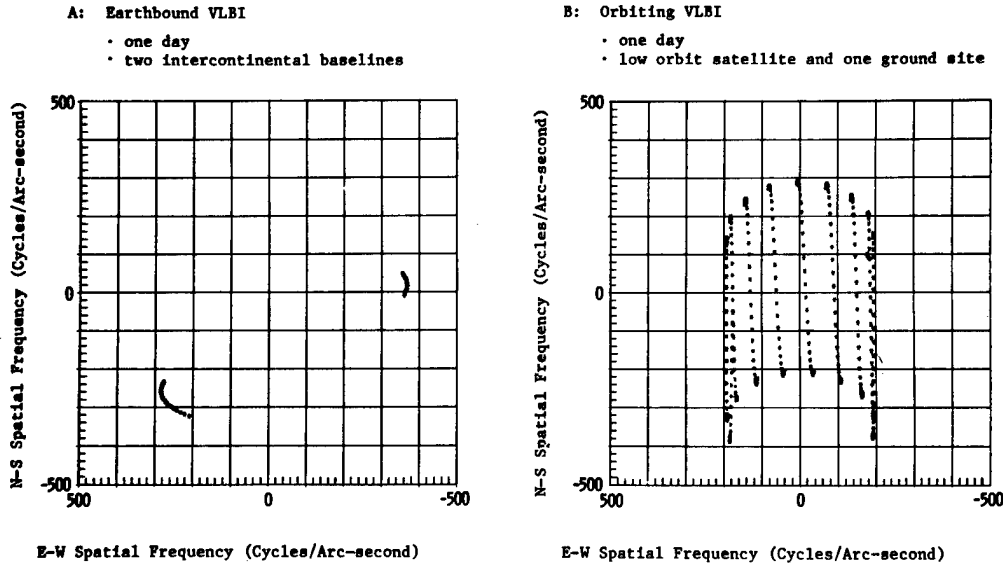 A: Earthbound VLBI
· one day
· two intercontinental baselines
N-S Spatial Frequency (Cycles/Arc-second)
500
0
-500
500
0
-500
E-W Spatial Frequency (Cycles/Arc-second)
B: Orbiting VLBI
· one day
· low orbit satellite and one ground site
N-S Spatial Frequency (Cycles/Arc-second)
500
0
-500
500
0
-500
E-W Spatial Frequency (Cycles/Arc-second)